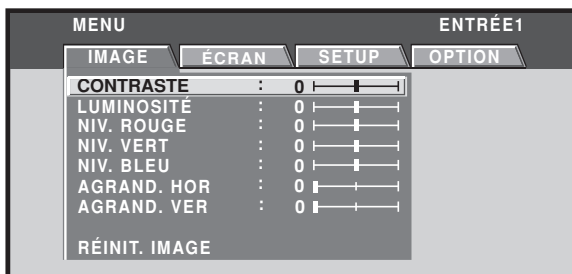 MENU ENTRÉE1
IMAGE ÉCRAN SETUP OPTION
CONTRASTE : 0
LUMINOSITÉ : 0
NIV. ROUGE : 0
NIV. VERT : 0
NIV. BLEU : 0
AGRAND. HOR : 0
AGRAND. VER : 0
RÉINIT. IMAGE